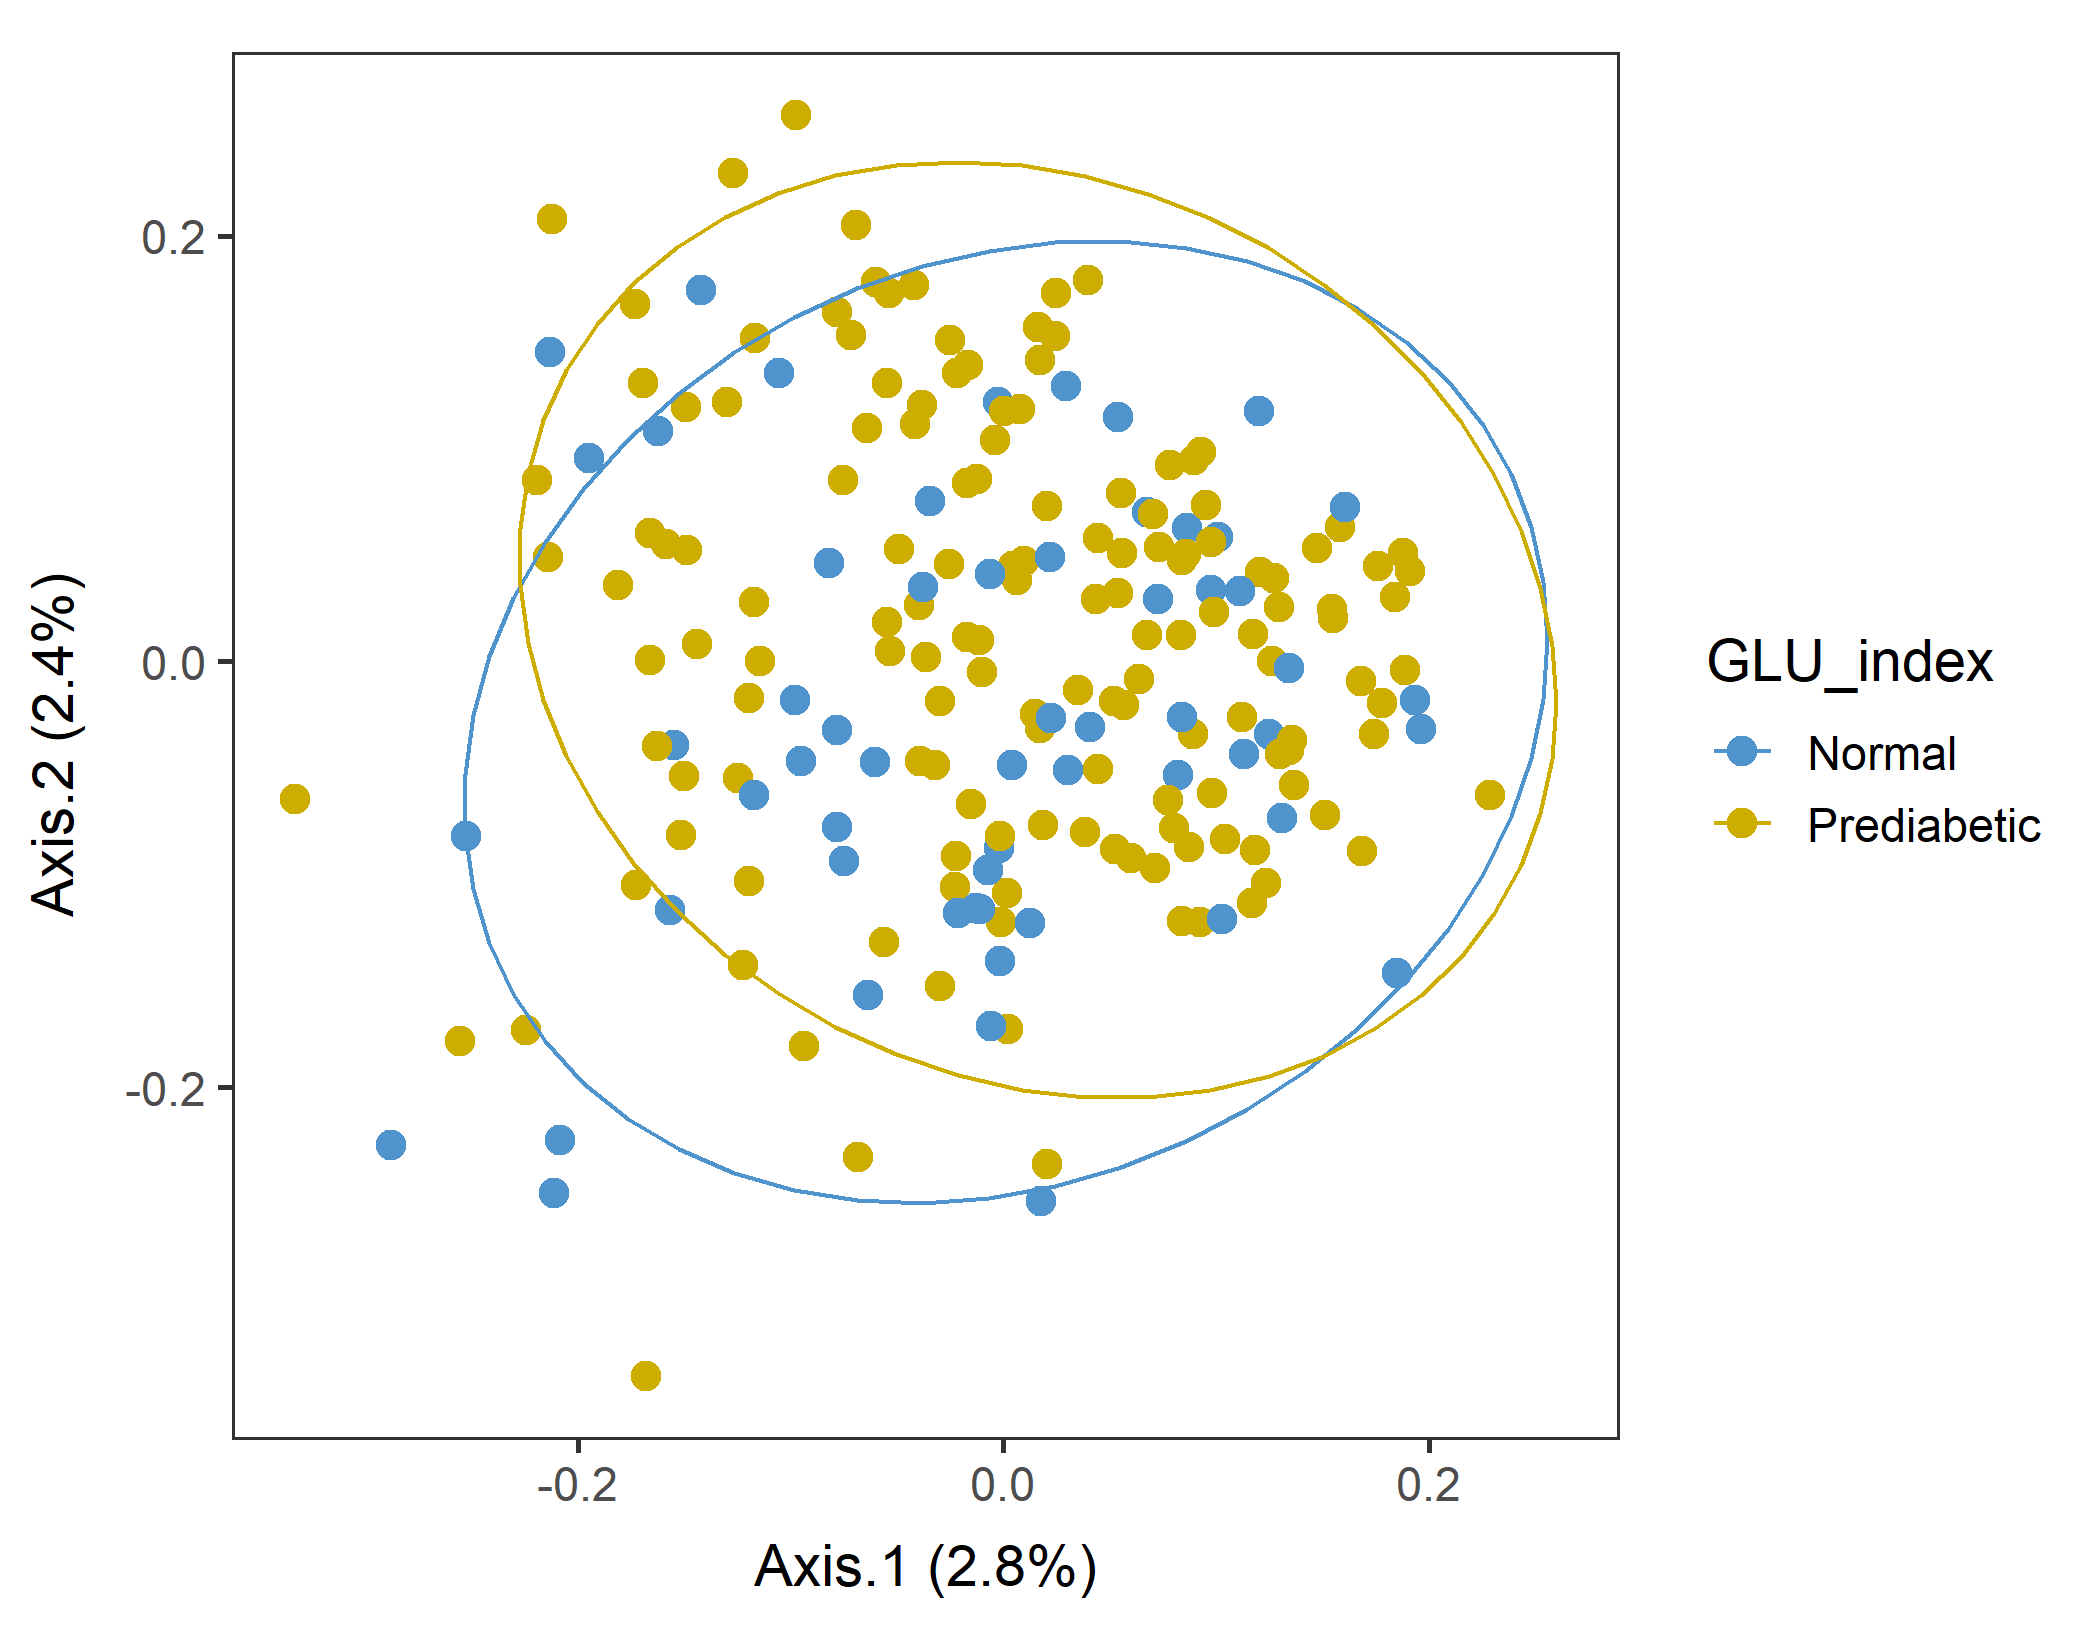 0.2
0.0
-0.2
Axis.2 (2.4%)
-0.2
0.0
0.2
Axis.1 (2.8%)
GLU_index
Normal
Prediabetic